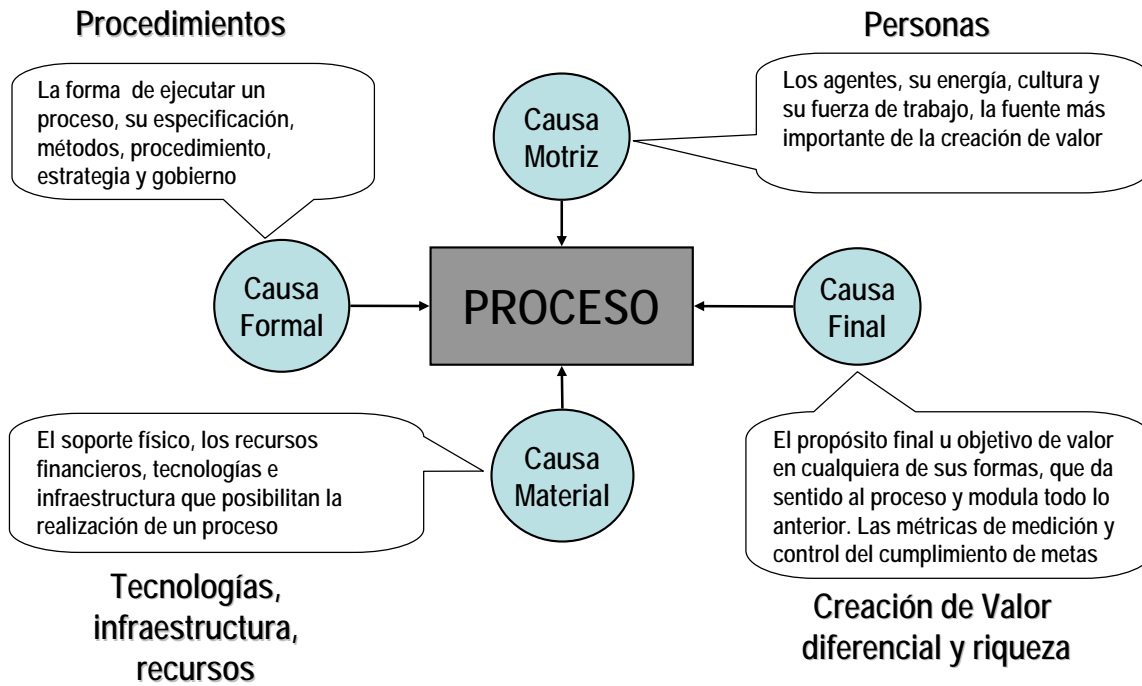 Procedimientos
La forma de ejecutar un
proceso, su especificación,
métodos, procedimiento,
estrategia y gobierno
Personas
Los agentes, su energía, cultura y
su fuerza de trabajo, la fuente más
importante de la creación de valor
Causa
Motriz
Causa
Formal
PROCESO
Causa
Final
El soporte físico, los recursos
financieros, tecnologías e
infraestructura que posibilitan la
realización de un proceso
Causa
Material
El propósito final u objetivo de valor
en cualquiera de sus formas, que da
sentido al proceso y modula todo lo
anterior. Las métricas de medición y
control del cumplimiento de metas
Tecnologías,
infraestructura,
recursos
Creación de Valor
diferencial y riqueza